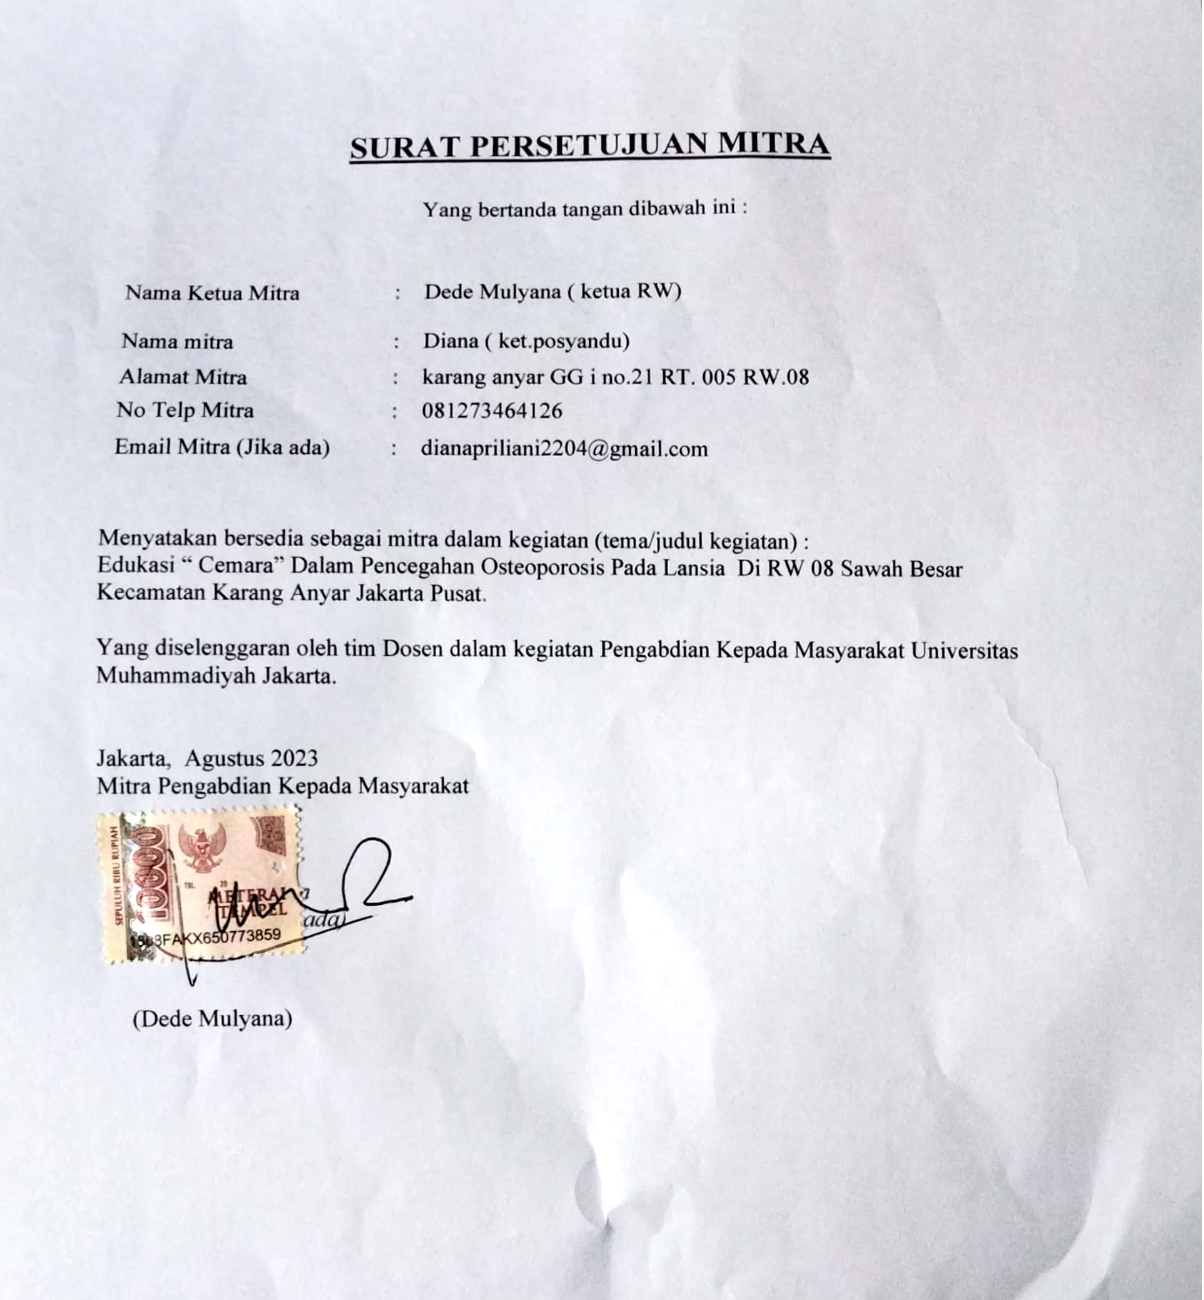 SURAT PERSETUJUAN MITRA
Yang bertanda tangan dibawah ini :
Nama Ketua Mitra : Dede Mulyana ( ketua RW)
Nama mitra : Diana ( ket.posyandu)
Alamat Mitra : karang anyar GG i no.21 RT. 005 RW.08
No Telp Mitra : 081273464126
Email Mitra (Jika ada) : dianapriliani2204@gmail.com
Menyatakan bersedia sebagai mitra dalam kegiatan (tema/judul kegiatan) :
Edukasi “ Cemara” Dalam Pencegahan Osteoporosis Pada Lansia Di RW 08 Sawah Besar
Kecamatan Karang Anyar Jakarta Pusat.
Yang diselenggaran oleh tim Dosen dalam kegiatan Pengabdian Kepada Masyarakat Universitas
Muhammadiyah Jakarta.
Jakarta, Agustus 2023
Mitra Pengabdian Kepada Masyarakat
SEPULUH RIBU RUPIAH
10000
TBL
20
METERAI
TEMPEL
ada)
FAKX650773859
(Dede Mulyana)